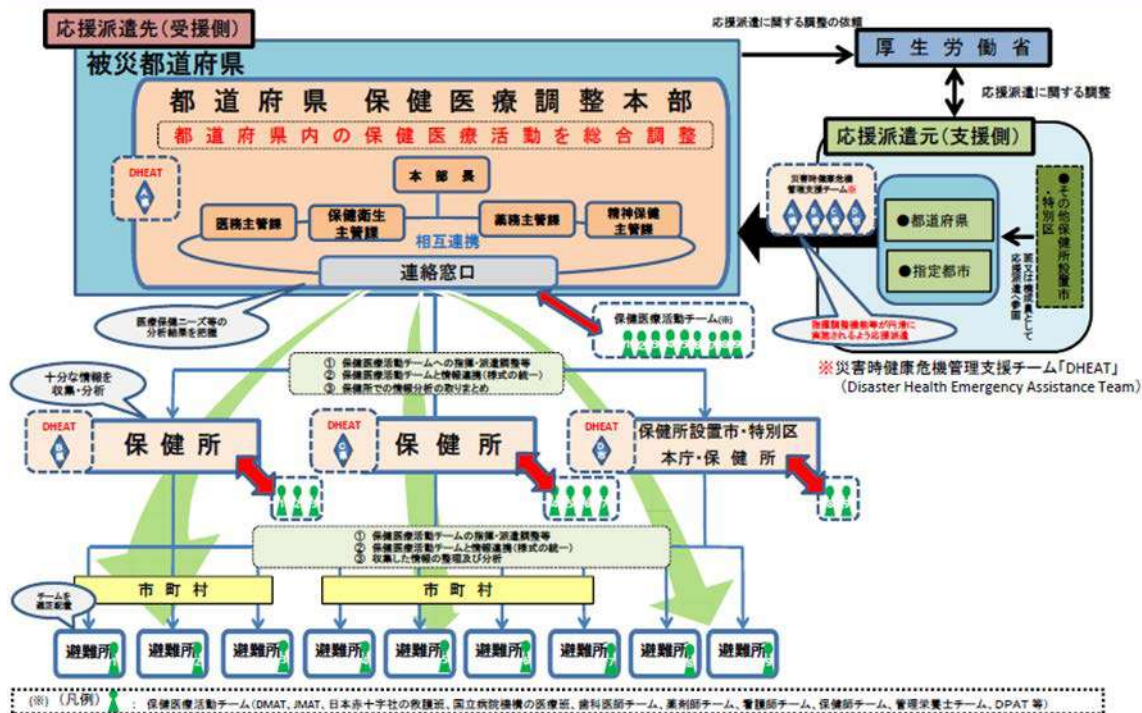 応援派遣先(受援側)
被災都道府県
都道府県 保健医療調整本部
都道府県内の保健医療活動を総合調整
DHEAT
本部長
医務主管課
保健衛生
主管課
薬務主管課
精神保健
主管課
相互連携
連絡窓口
応援派遣に関する調整の依頼
厚生労働省
応援派遣に関する調整
応援派遣元(支援側)
災害時健康危機
管理支援チーム※
●都道府県
●指定都市
●その他保健所設置市
・特別区
班又は構成員として
応援派遣へ参画
指揮調整機能等が円滑に
実施されるよう応援派遣
※災害時健康危機管理支援チーム「DHEAT」
(Disaster Health Emergency Assistance Team)
医療保健ニーズ等の
分析結果を把握
保健医療活動チーム(※)
① 保健医療活動チームへの指揮・派遣調整等
② 保健医療活動チームと情報連携(様式の統一)
③ 保健所での情報分析の取りまとめ
十分な情報を
収集・分析
DHEAT
保健所
DHEAT
保健所
DHEAT
保健所設置市・特別区
本庁・保健所
① 保健医療活動チームの指揮・派遣調整等
② 保健医療活動チームと情報連携(様式の統一)
③ 収集した情報の整理及び分析
市町村
市町村
チームを
適正配置
避難所
避難所
避難所
避難所
避難所
避難所
避難所
避難所
避難所
(※) (凡例) : 保健医療活動チーム(DMAT、JMAT、日本赤十字社の救護班、国立病院機構の医療班、歯科医師チーム、薬剤師チーム、看護師チーム、保健師チーム、管理栄養士チーム、DPAT 等)